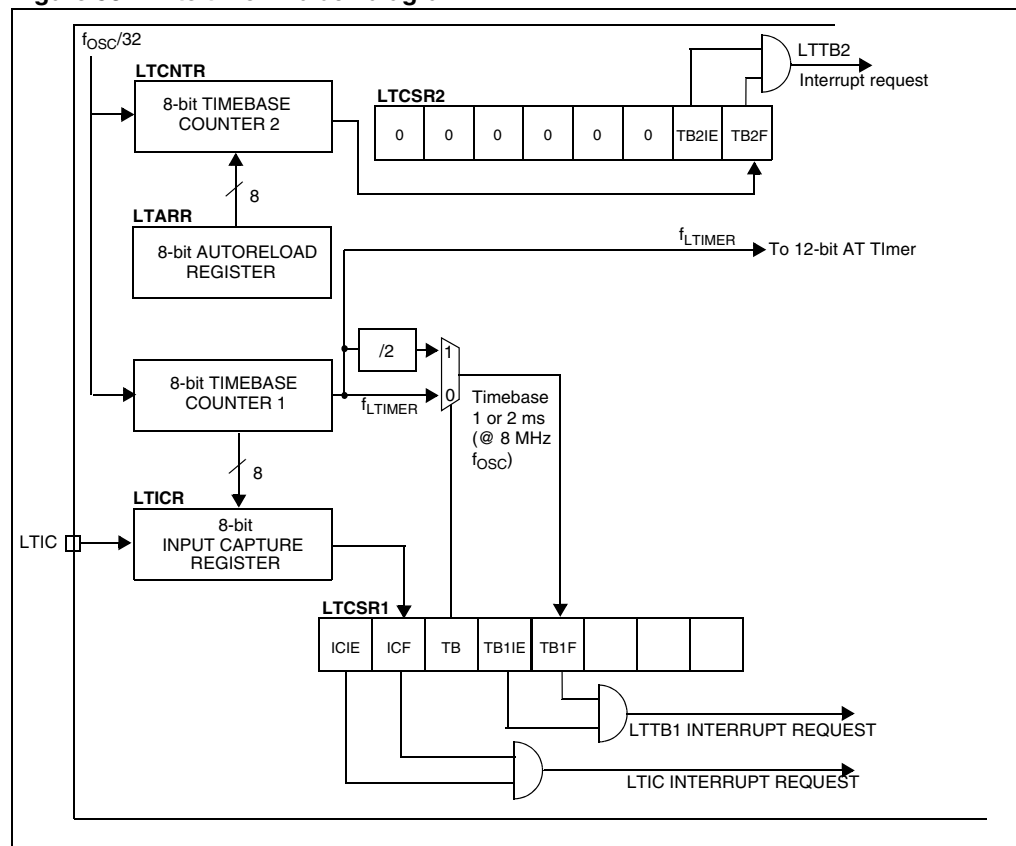 fOSC/32
LTTB2
Interrupt request
LTCNTR
8-bit TIMEBASE
COUNTER 2
LTCSR2
0 0 0 0 0 0 TB2IE TB2F
8
LTARR
8-bit AUTORELOAD
REGISTER
fLTIMER
To 12-bit AT TImer
/2
1
0
8-bit TIMEBASE
COUNTER 1
fLTIMER
Timebase
1 or 2 ms
(@ 8 MHz
fOSC)
8
LTICR
LTIC
8-bit
INPUT CAPTURE
REGISTER
LTCSR1
ICIE ICF TB TB1IE TB1F
LTTB1 INTERRUPT REQUEST
LTIC INTERRUPT REQUEST